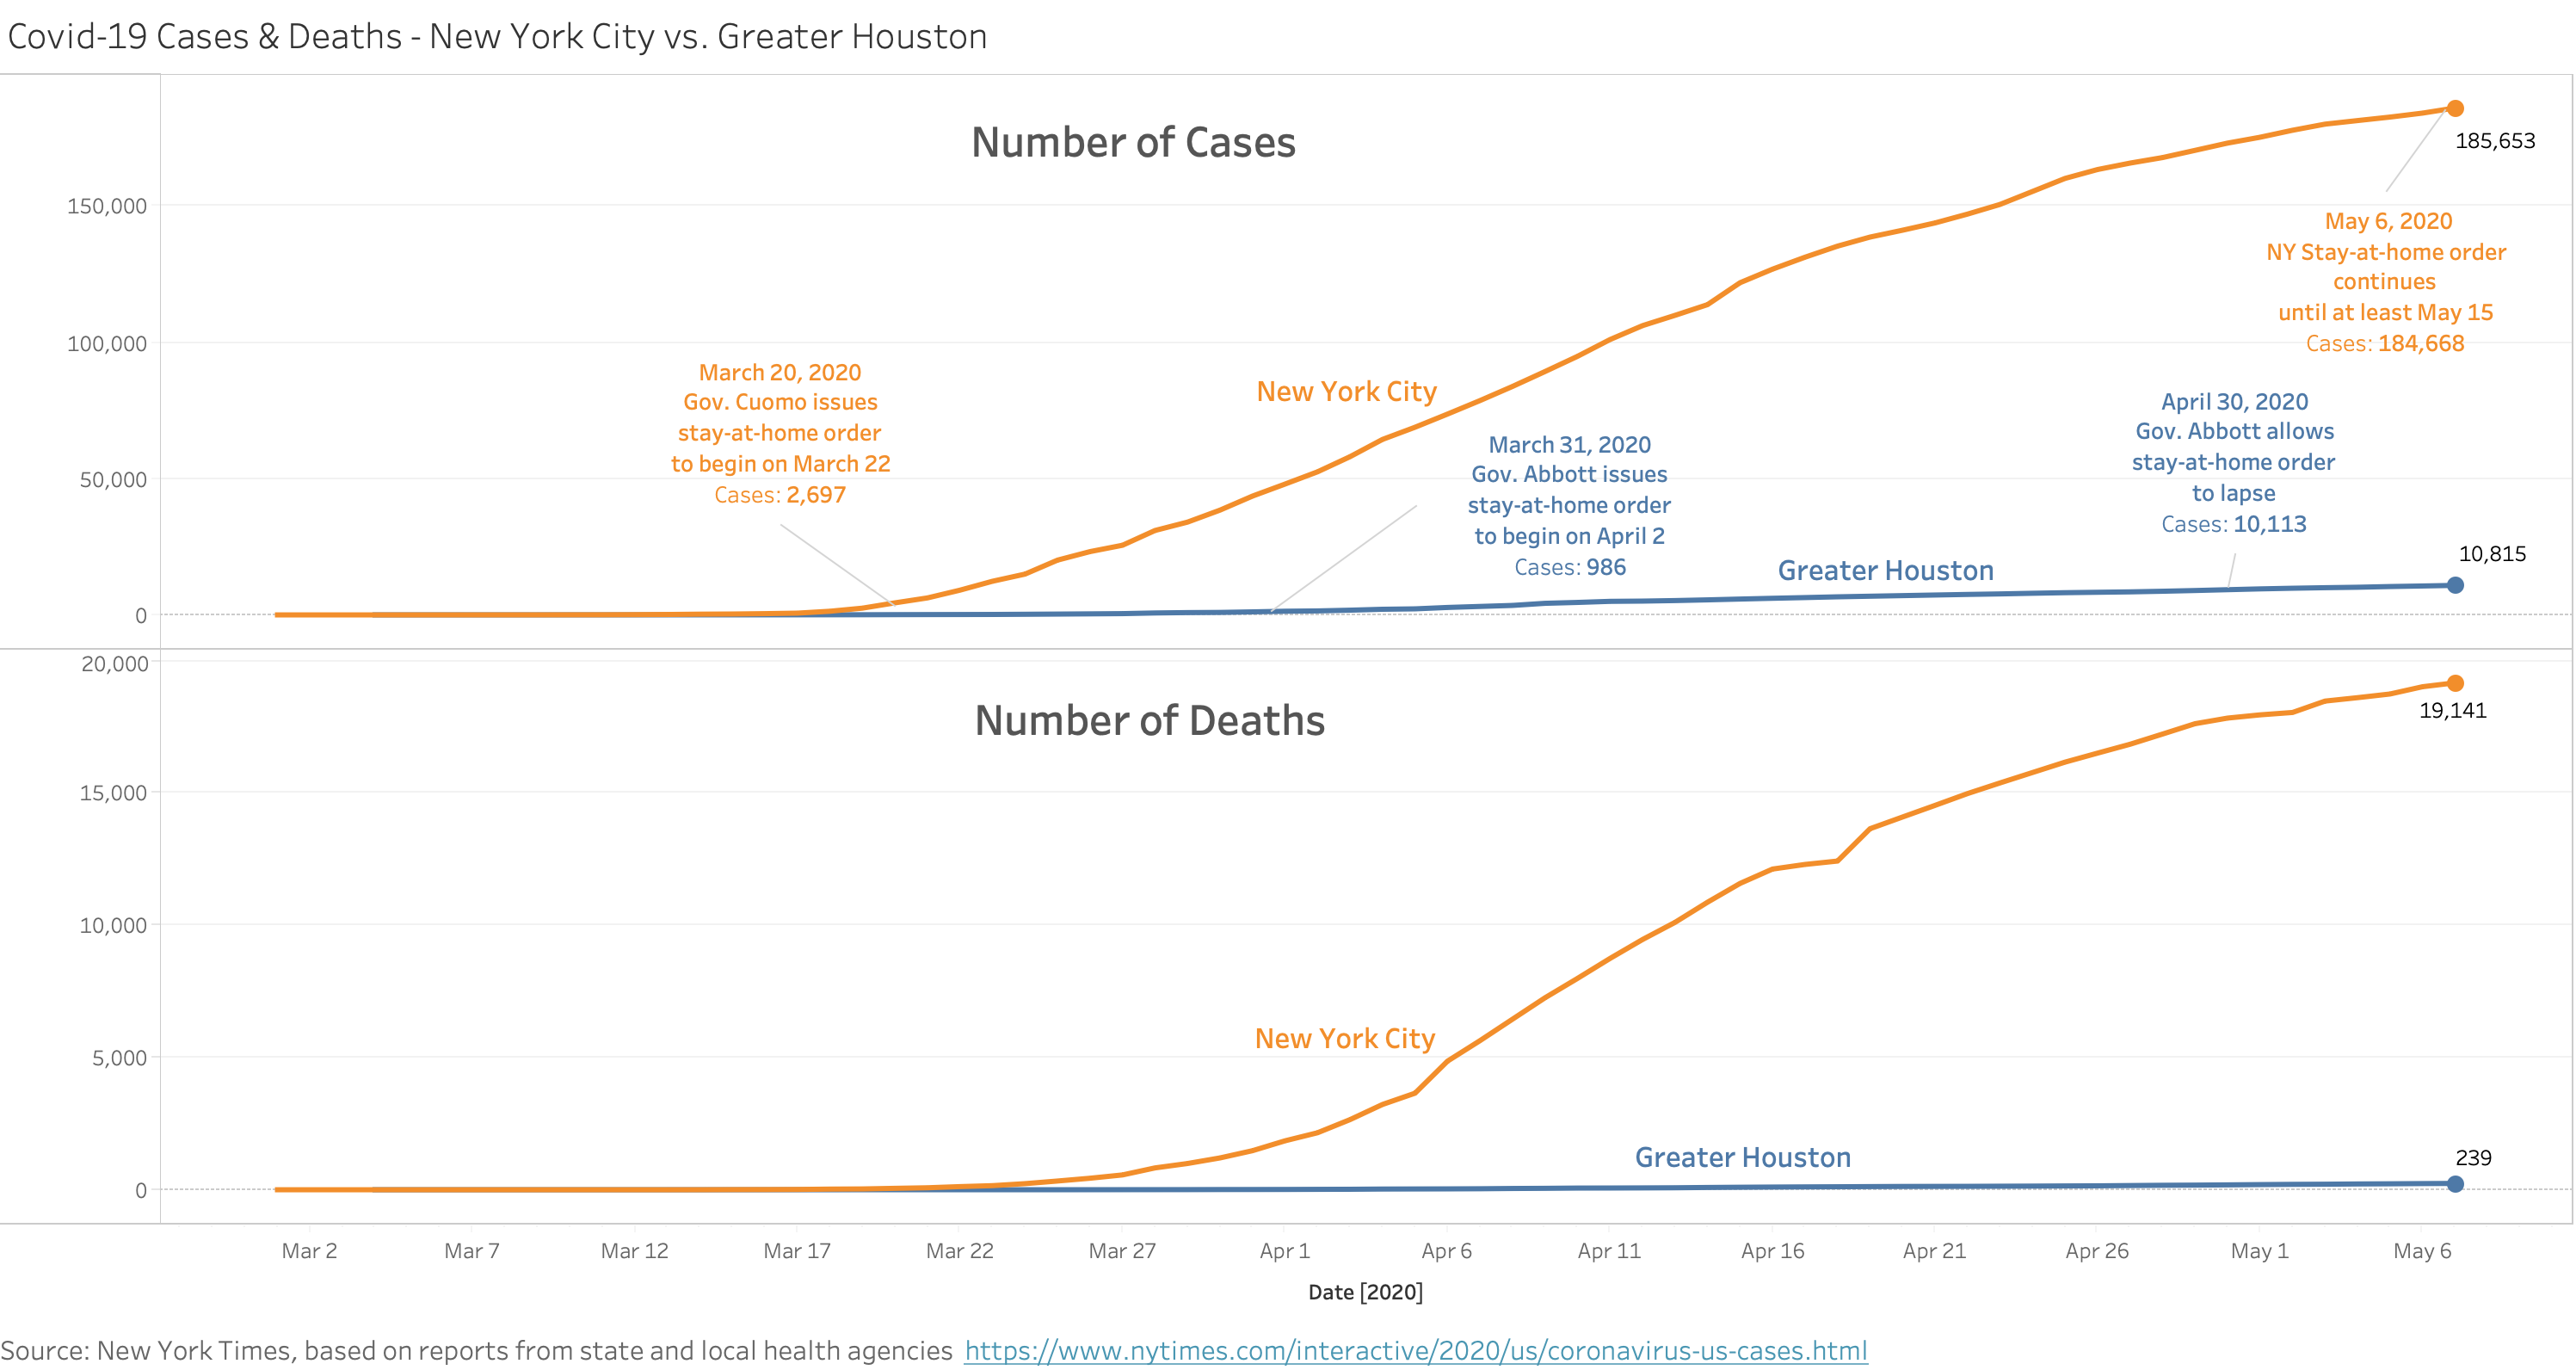 Covid-19 Cases & Deaths - New York City vs. Greater Houston
Number of Cases
185,653
150,000
May 6, 2020
NY Stay-at-home order
continues
until at least May 15
Cases: 184,668
100,000
March 20, 2020
Gov. Cuomo issues
stay-at-home order
to begin on March 22
Cases: 2,697
New York City
March 31, 2020
Gov. Abbott issues
stay-at-home order
to begin on April 2
Cases: 986
April 30, 2020
Gov. Abbott allows
stay-at-home order
to lapse
Cases: 10,113
50,000
Greater Houston
10,815
0
20,000
Number of Deaths
19,141
15,000
10,000
5,000
New York City
Greater Houston
239
0
Mar 2 Mar 7 Mar 12 Mar 17 Mar 22 Mar 27 Apr 1 Apr 6 Apr 11 Apr 16 Apr 21 Apr 26 May 1 May 6
Date [2020]
Source: New York Times, based on reports from state and local health agencies https://www.nytimes.com/interactive/2020/us/coronavirus-us-cases.html